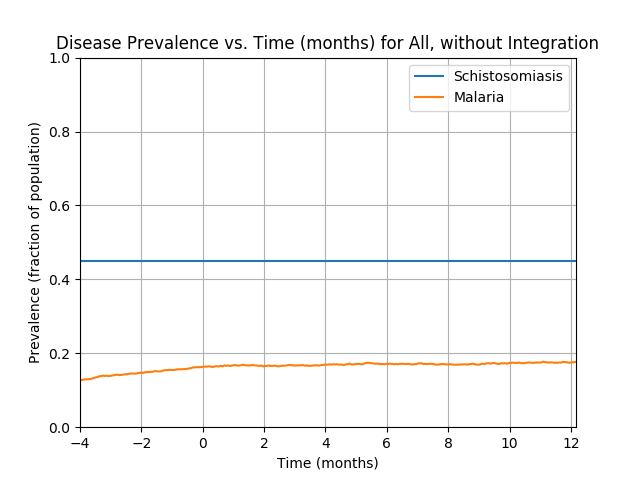 Disease Prevalence vs. Time (months) for All, without Integration
Prevalence (fraction of population)
1.0
0.8
0.6
0.4
0.2
0.0
Schistosomiasis
Malaria
−4 −2 0 2 4 6 8 10 12
Time (months)